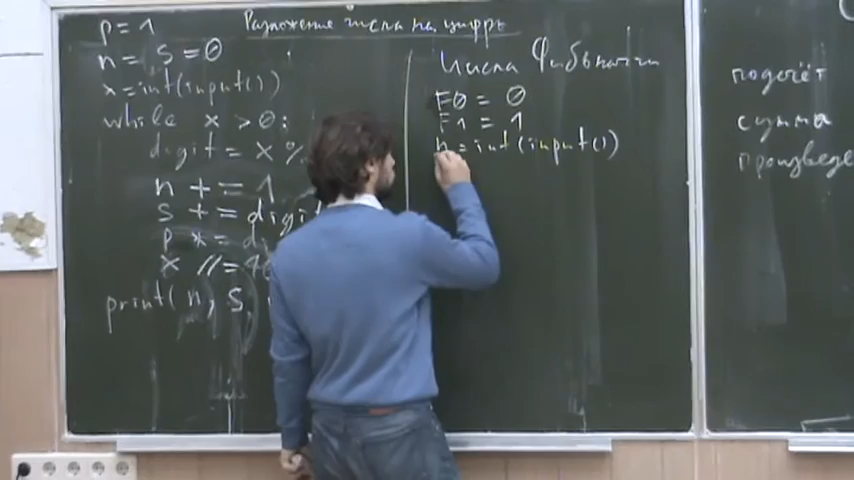 Разложение числа на цифры
p = 1
n = s = 0
x = int(input())
while x > 0:
digit = x %
n += 1
s += digi
p *= di
x //=
print(n, s
Числа Фибоначчи
F0 = 0
F1 = 1
n = int(input())
подсчёт
сумма
произведе